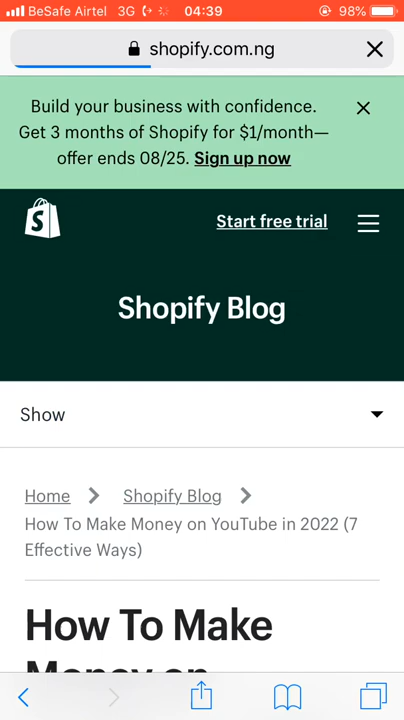 BeSafe Airtel 3G 04:39 98%
shopify.com.ng
Build your business with confidence.
Get 3 months of Shopify for $1/month—
offer ends 08/25. Sign up now
S
Start free trial
Shopify Blog
Show
Home Shopify Blog
How To Make Money on YouTube in 2022 (7
Effective Ways)
How To Make
Money on